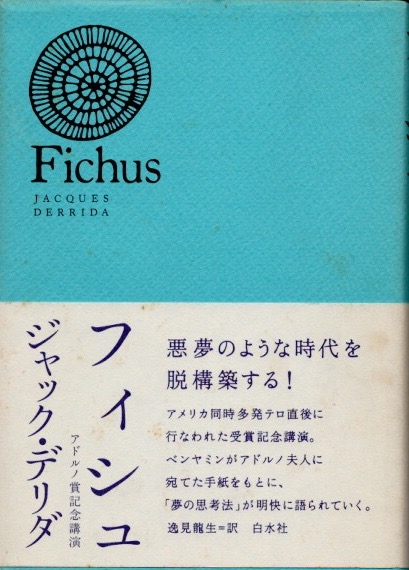 Fichus
JACQUES
DERRIDA
フィシュ
ジャック・デリダ
アドルノ賞記念講演
悪夢のような時代を
脱構築する!
アメリカ同時多発テロ直後に
行なわれた受賞記念講演。
ベンヤミンがアドルノ夫人に
宛てた手紙をもとに、
「夢の思考法」が明快に語られていく。
逸見龍生=訳 白水社